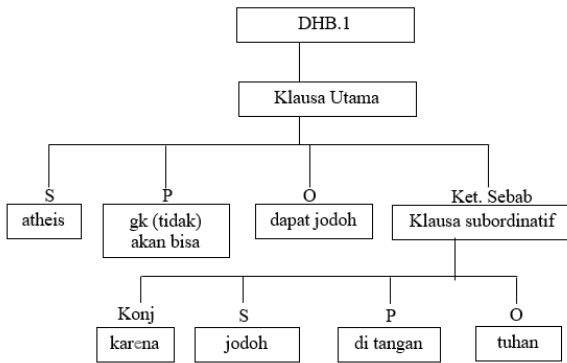 DHB.1
Klausa Utama
S P O Ket. Sebab
atheis gk (tidak) dapat jodoh Klausa subordinatif
akan bisa
Konj S P O
karena jodoh di tangan tuhan